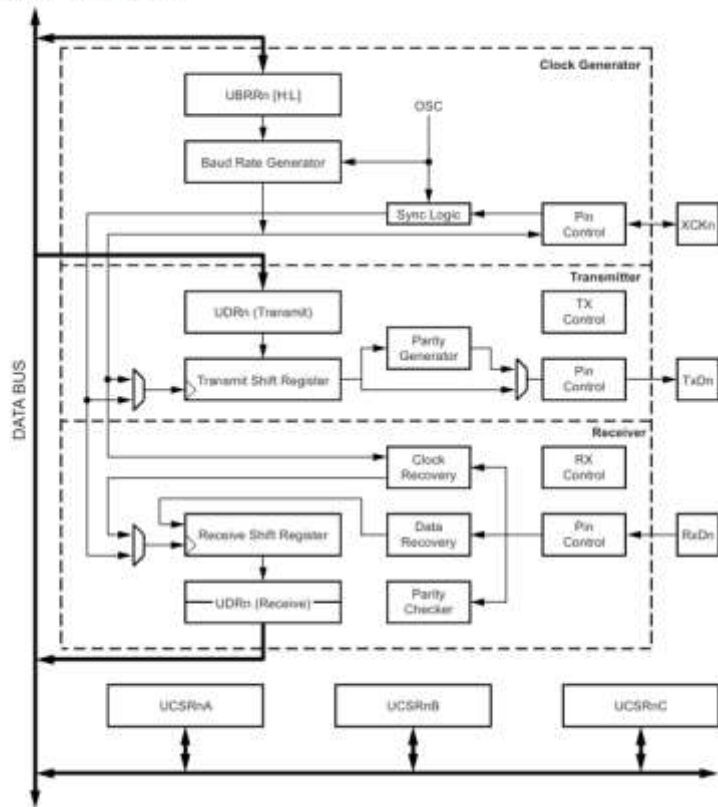 Clock Generator
UBRRn [H:L]
OSC
Baud Rate Generator
Sync Logic
Pin
Control
XCKn
Transmitter
UDRn (Transmit)
TX
Control
Parity
Generator
Transmit Shift Register
Pin
Control
TxDn
DATA BUS
Receiver
Clock
Recovery
RX
Control
Receive Shift Register
Data
Recovery
Pin
Control
RxDn
UDRn (Receive)
Parity
Checker
UCSRnA
UCSRnB
UCSRnC